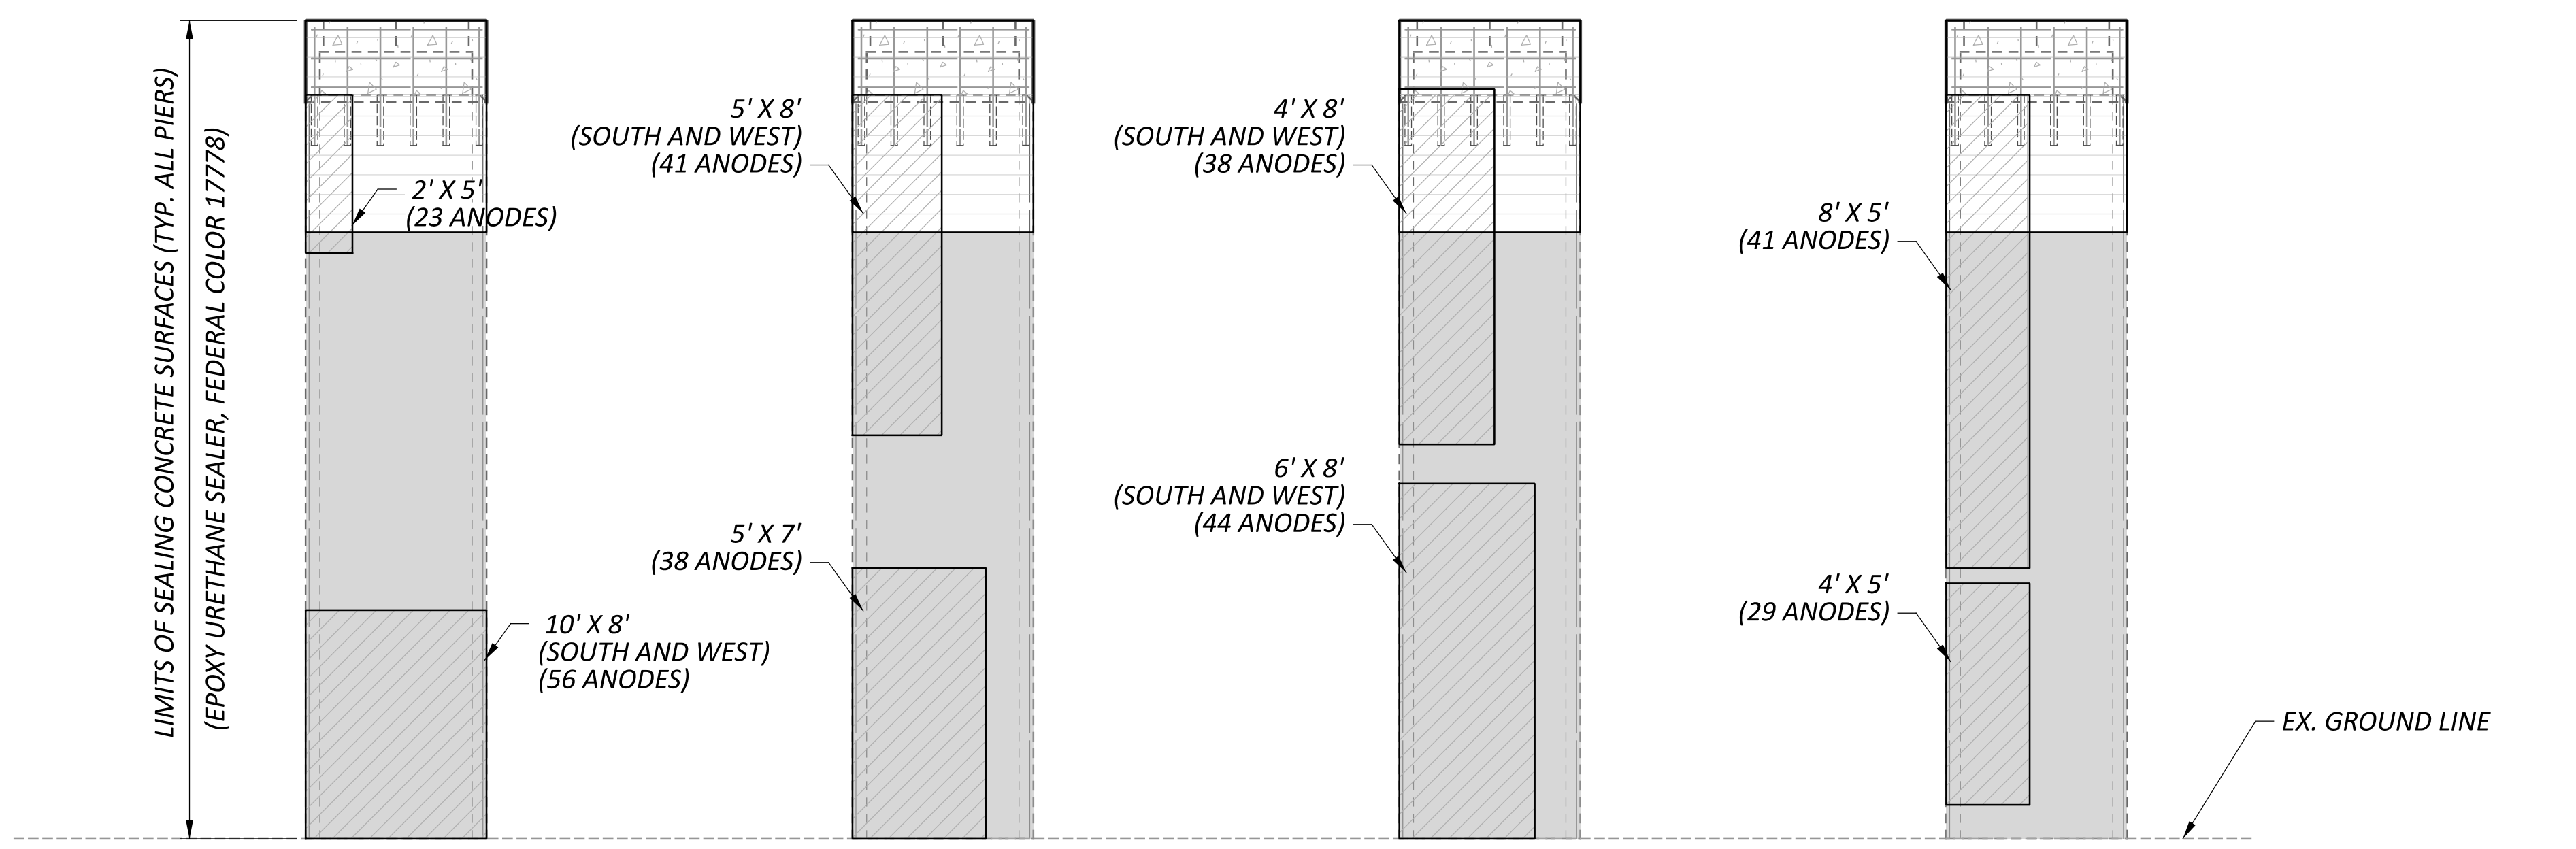 LIMITS OF SEALING CONCRETE SURFACES (TYP. ALL PIERS)
(EPOXY URETHANE SEALER, FEDERAL COLOR 17778)
2' X 5'
(23 ANODES)
10' X 8'
(SOUTH AND WEST)
(56 ANODES)
5' X 8'
(SOUTH AND WEST)
(41 ANODES)
5' X 7'
(38 ANODES)
4' X 8'
(SOUTH AND WEST)
(38 ANODES)
6' X 8'
(SOUTH AND WEST)
(44 ANODES)
8' X 5'
(41 ANODES)
4' X 5'
(29 ANODES)
EX. GROUND LINE